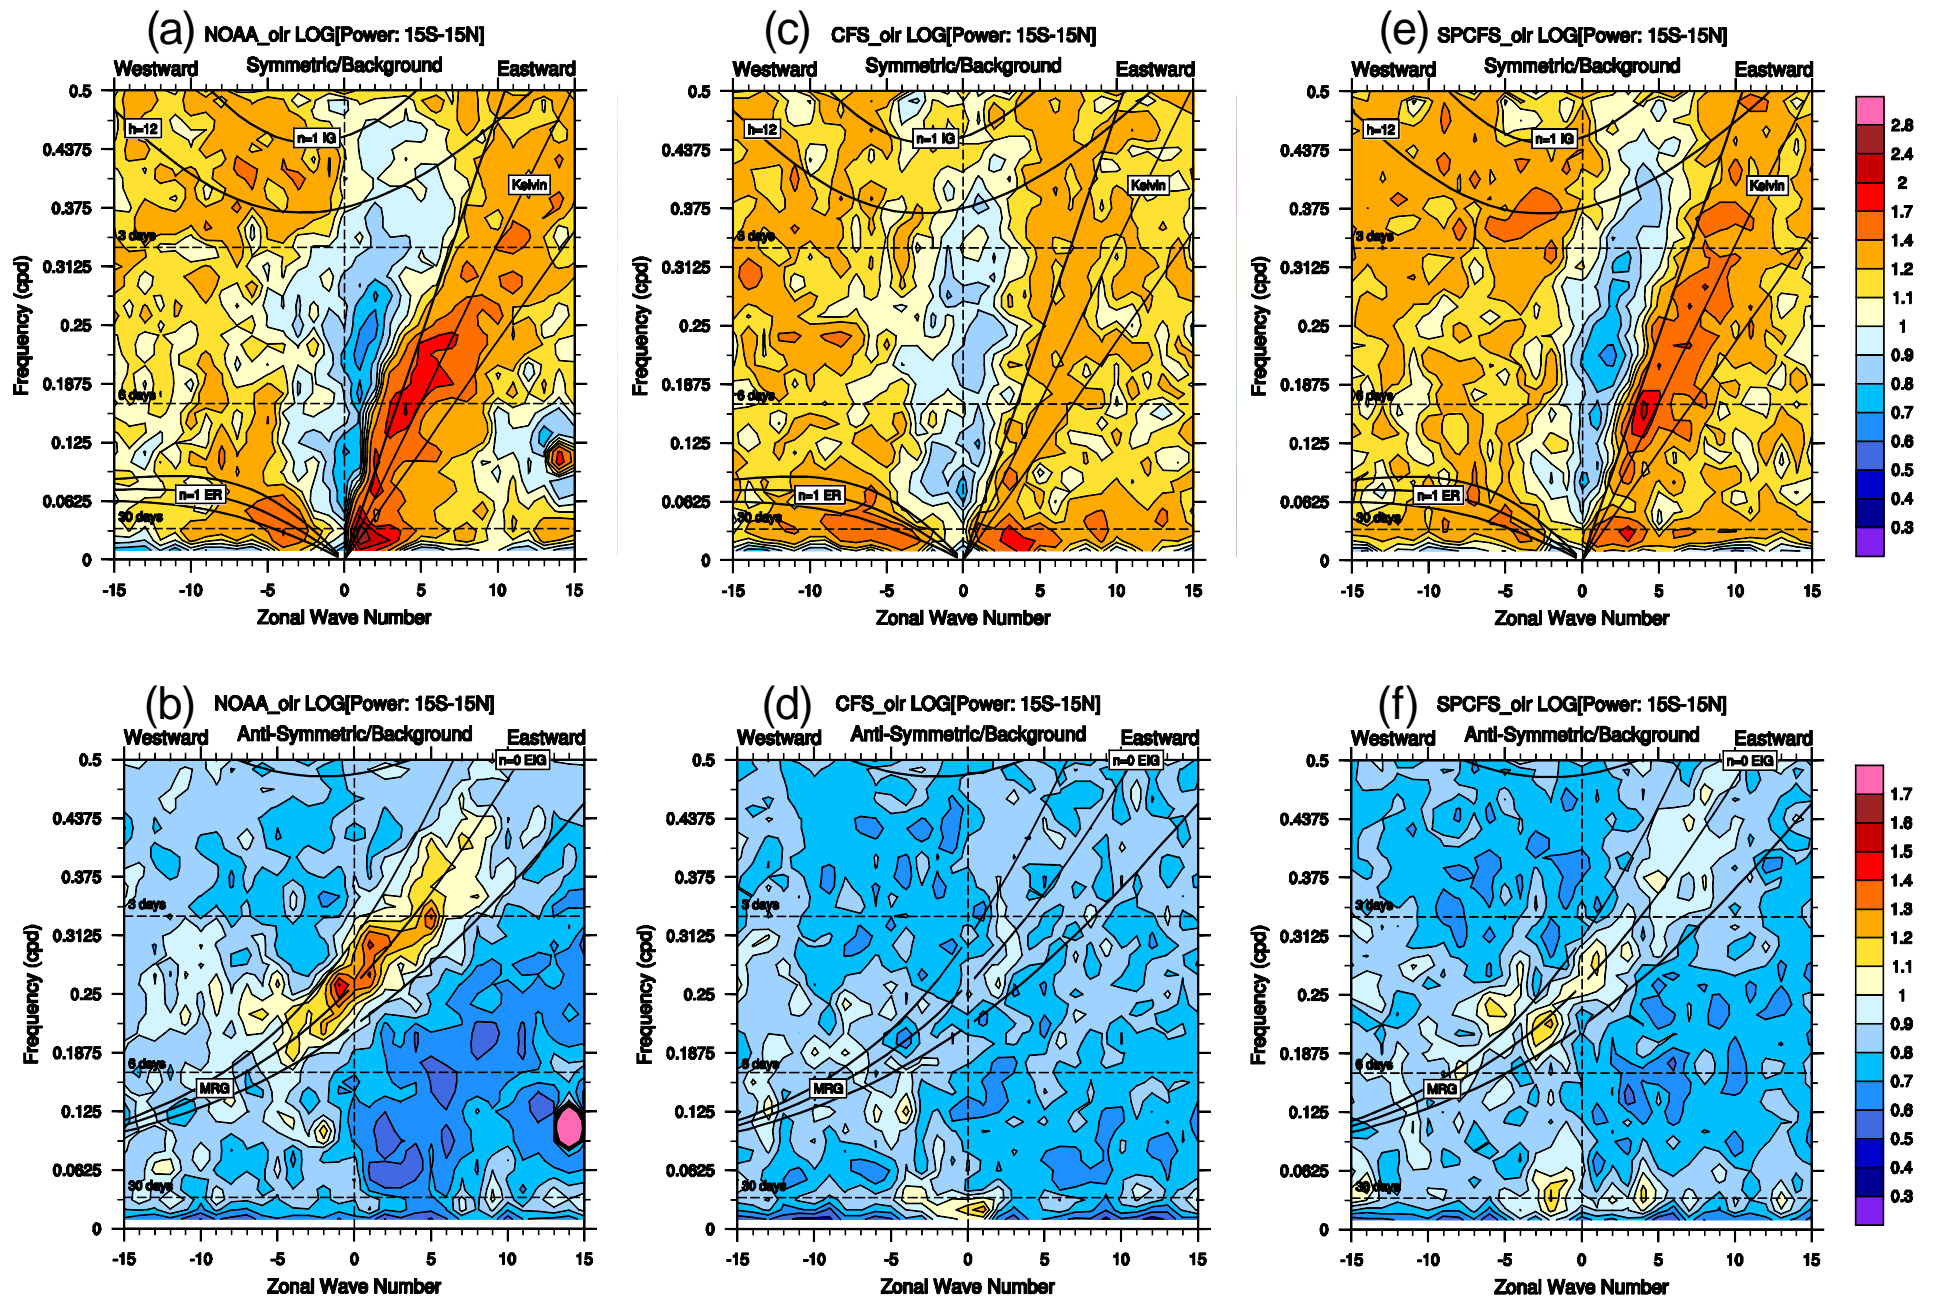 (a) (c) (e)
NOAA_olr LOG[Power: 15S-15N] CFS_olr LOG[Power: 15S-15N] SPCFS_olr LOG[Power: 15S-15N]
Westward Symmetric/Background Eastward Westward Symmetric/Background Eastward Westward Symmetric/Background Eastward
0.5 0.5 0.5
2.8
h=12 n=1 IG h=12 n=1 IG n=1 IG
0.4375 0.4375 0.4375 2.4
Kelvin Kelvin Kelvin 2
0.375 0.375 0.375 1.7
3 days 3 days 3 days 1.4
0.3125 0.3125 0.3125 1.2
1.1
0.25 0.25 0.25 1
0.9
0.1875 0.1875 0.1875 0.8
6 days 6 days 6 days 0.7
0.125 0.125 0.125 0.6
0.5
0.0625 n=1 ER 0.0625 n=1 ER 0.0625 n=1 ER 0.4
30 days 30 days 30 days 0.3
0 0 0
Frequency (cpd) Frequency (cpd) Frequency (cpd)
-15 -10 -5 0 5 10 15 -15 -10 -5 0 5 10 15 -15 -10 -5 0 5 10 15
Zonal Wave Number Zonal Wave Number Zonal Wave Number
(b) (d) (f)
NOAA_olr LOG[Power: 15S-15N] CFS_olr LOG[Power: 15S-15N] SPCFS_olr LOG[Power: 15S-15N]
Westward Anti-Symmetric/Background Eastward Westward Anti-Symmetric/Background Eastward Westward Anti-Symmetric/Background Eastward
0.5 n=0 EIG 0.5 n=0 EIG 0.5 n=0 EIG
1.7
0.4375 0.4375 0.4375 1.6
1.5
0.375 0.375 0.375 1.4
3 days 3 days 3 days 1.3
0.3125 0.3125 0.3125 1.2
1.1
0.25 0.25 0.25 1
0.9
0.1875 0.1875 0.1875 0.8
6 days 6 days 6 days 0.7
MRG MRG MRG
0.125 0.125 0.125 0.6
0.5
0.0625 0.0625 0.0625 0.4
30 days 30 days 30 days 0.3
0 0 0
Frequency (cpd) Frequency (cpd) Frequency (cpd)
-15 -10 -5 0 5 10 15 -15 -10 -5 0 5 10 15 -15 -10 -5 0 5 10 15
Zonal Wave Number Zonal Wave Number Zonal Wave Number